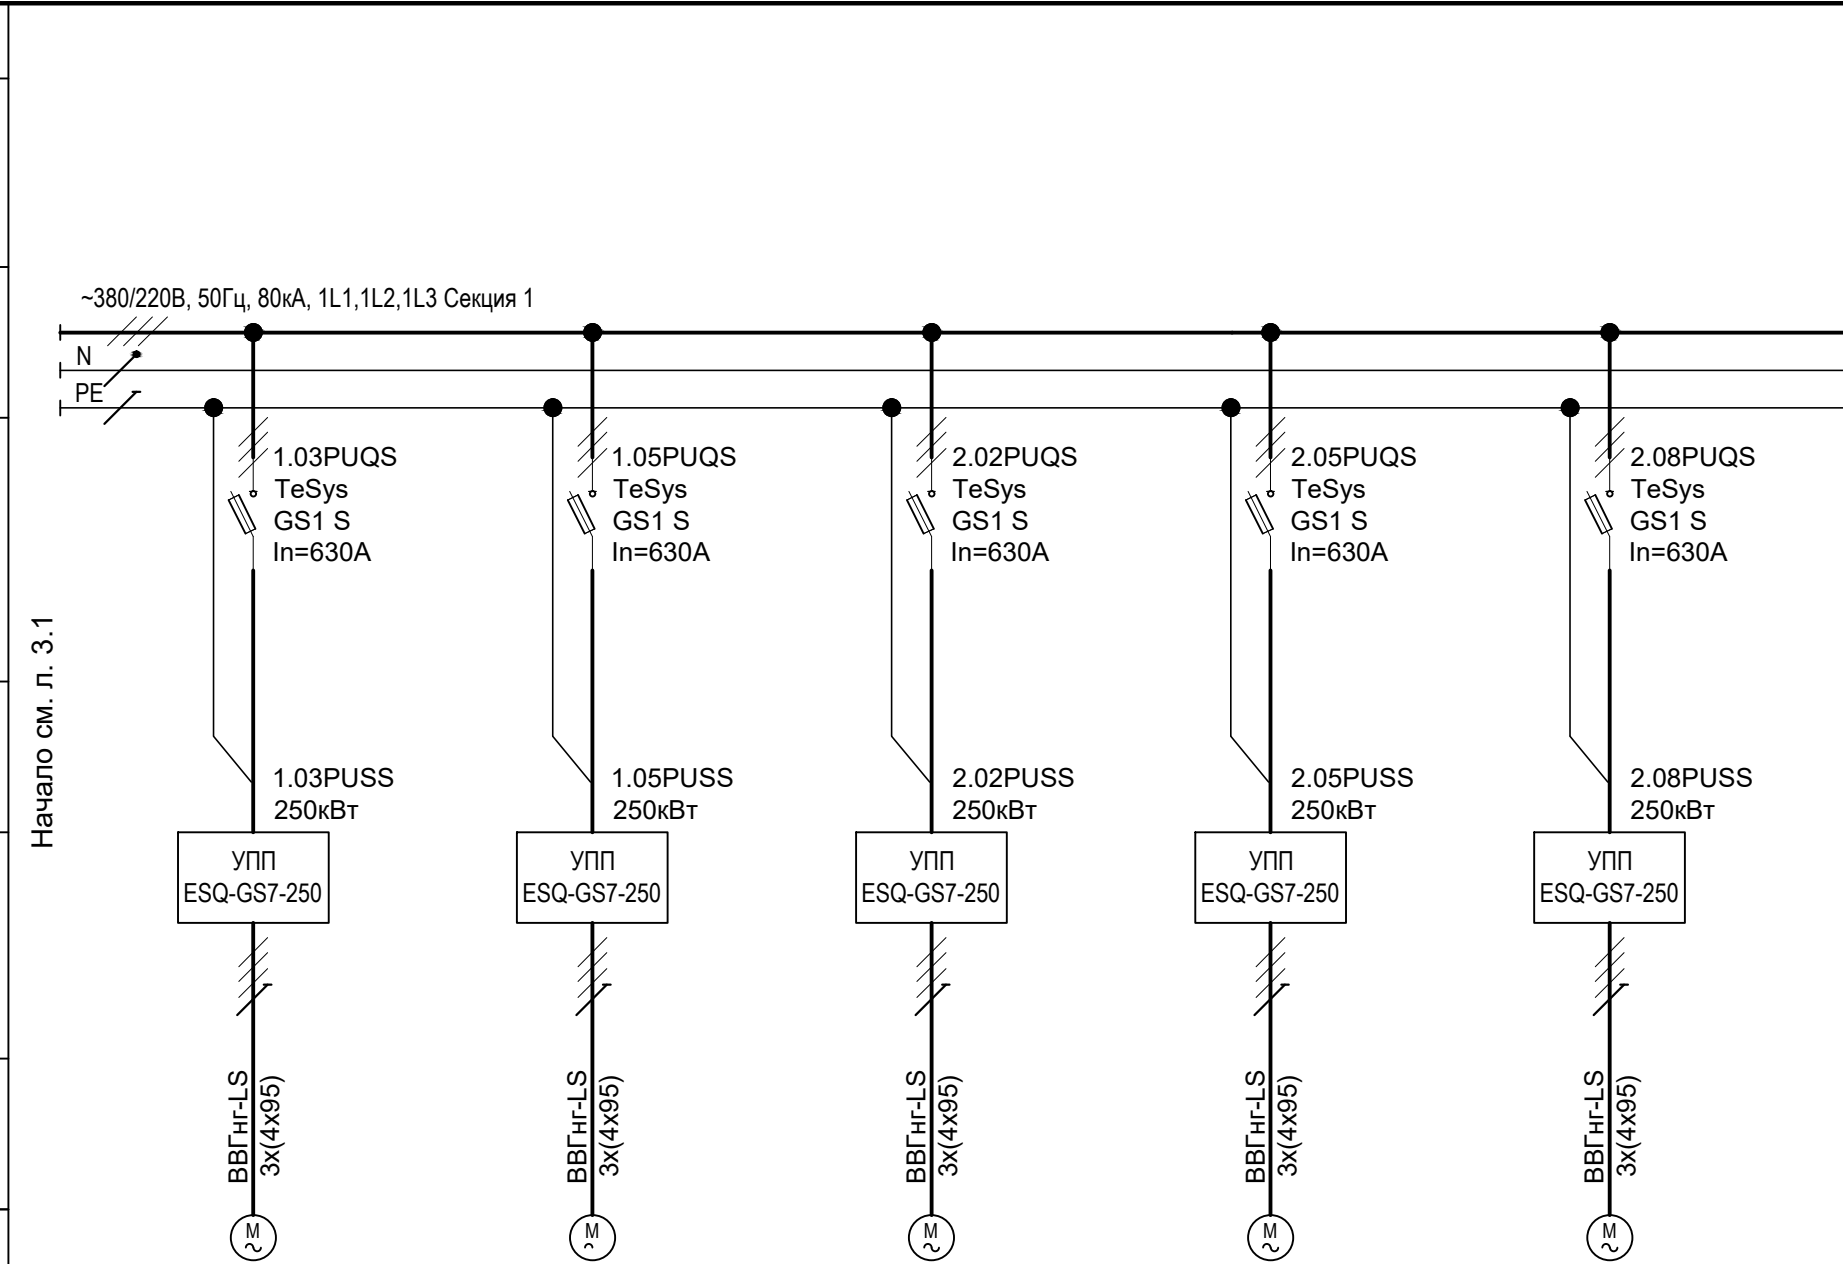 ~380/220В, 50Гц, 80кА, 1L1,1L2,1L3 Секция 1
N
PE
Начало см. л. 3.1
1.03PUQS
TeSys
GS1 S
In=630A
1.03PUSS
250кВт
УПП
ESQ-GS7-250
ВВГнг-LS
3x(4x95)
M
~
1.05PUQS
TeSys
GS1 S
In=630A
1.05PUSS
250кВт
УПП
ESQ-GS7-250
ВВГнг-LS
3x(4x95)
M
~
2.02PUQS
TeSys
GS1 S
In=630A
2.02PUSS
250кВт
УПП
ESQ-GS7-250
ВВГнг-LS
3x(4x95)
M
~
2.05PUQS
TeSys
GS1 S
In=630A
2.05PUSS
250кВт
УПП
ESQ-GS7-250
ВВГнг-LS
3x(4x95)
M
~
2.08PUQS
TeSys
GS1 S
In=630A
2.08PUSS
250кВт
УПП
ESQ-GS7-250
ВВГнг-LS
3x(4x95)
M
~